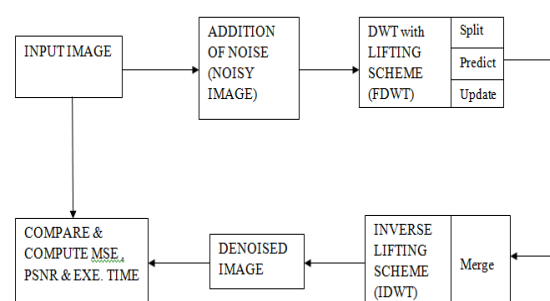 INPUT IMAGE
ADDITION
OF NOISE
(NOISY
IMAGE)
DWT with
LIFTING
SCHEME
(FDWT)
Split
Predict
Update
COMPARE &
COMPUTE MSE,
PSNR & EXE. TIME
DENOISED
IMAGE
INVERSE
LIFTING
SCHEME
(IDWT)
Merge